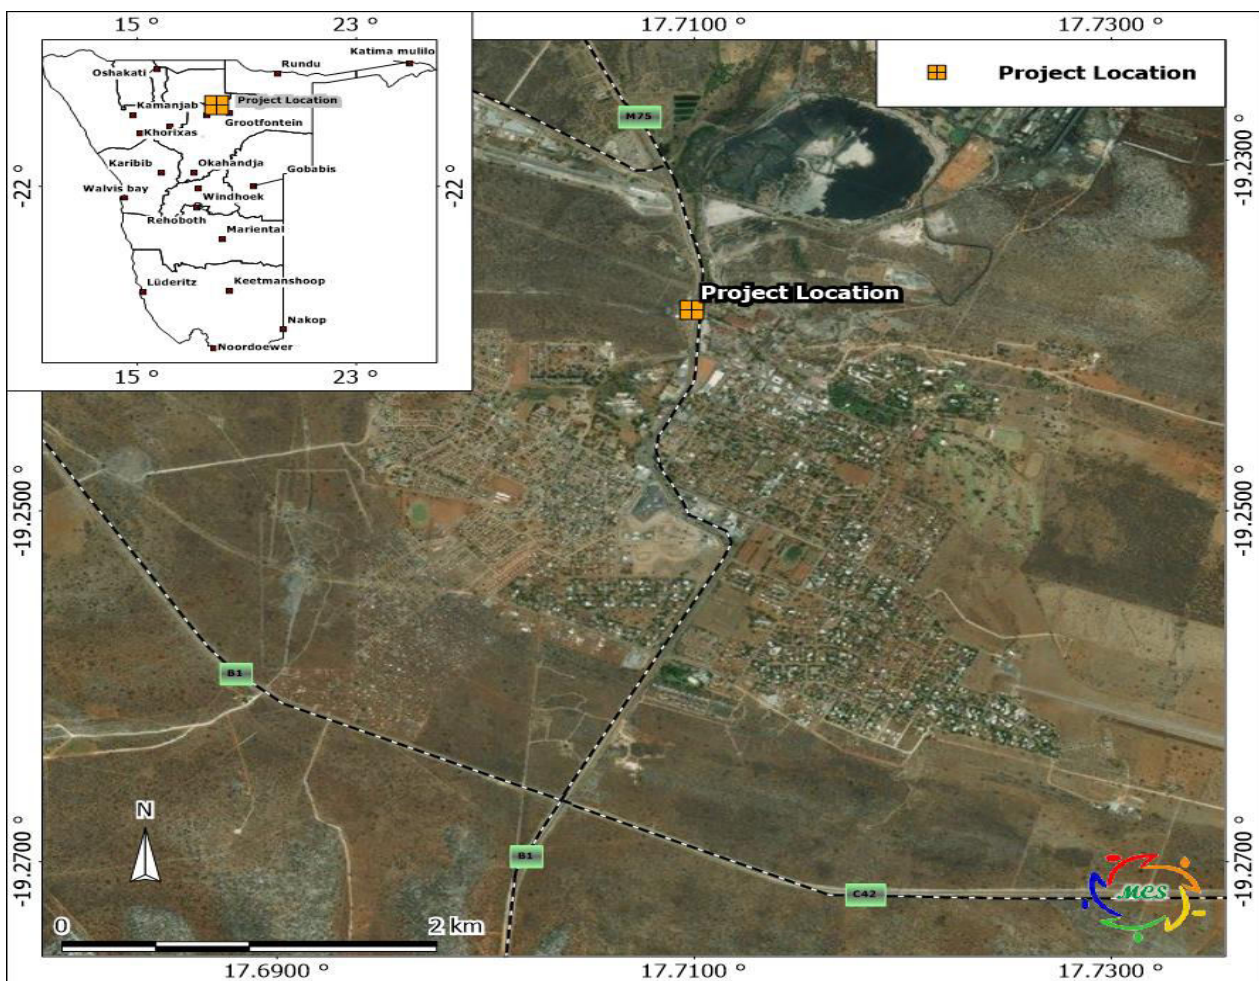 15 °
23 °
17.7100 °
17.7300 °
Katima mulilo
Rundu
Oshakati
Project Location
Kamanjab
Project Location
Grootfontein
M75
Khorixas
-19.2300 °
Karibib
Okahandja
Gobabis
-22 °
-22 °
Walvis bay
Windhoek
Rehoboth
Mariental
Lüderitz
Keetmanshoop
Project Location
Nakop
Noordoewer
15 °
23 °
-19.2500 °
-19.2500 °
B1
N
B1
-19.2700 °
-19.2700 °
C42
MCS
0
2 km
17.6900 °
17.7100 °
17.7300 °